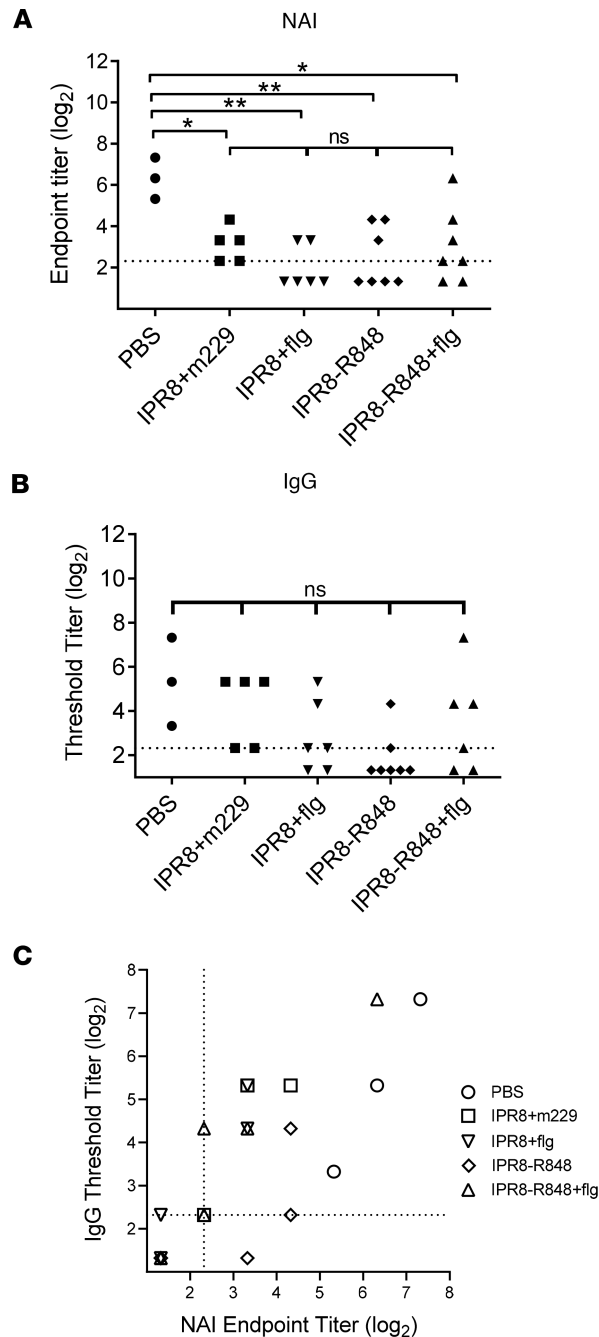 A
NAI
Endpoint titer (log2)
12
10
8
6
4
2
*
**
**
*
ns
PBS
IPR8+m229
IPR8+flg
IPR8-R848
IPR8-R848+flg
B
IgG
Threshold Titer (log2)
12
10
8
6
4
2
ns
PBS
IPR8+m229
IPR8+flg
IPR8-R848
IPR8-R848+flg
C
IgG Threshold Titer (log2)
8
7
6
5
4
3
2
2 3 4 5 6 7 8
NAI Endpoint Titer (log2)
PBS
IPR8+m229
IPR8+flg
IPR8-R848
IPR8-R848+flg